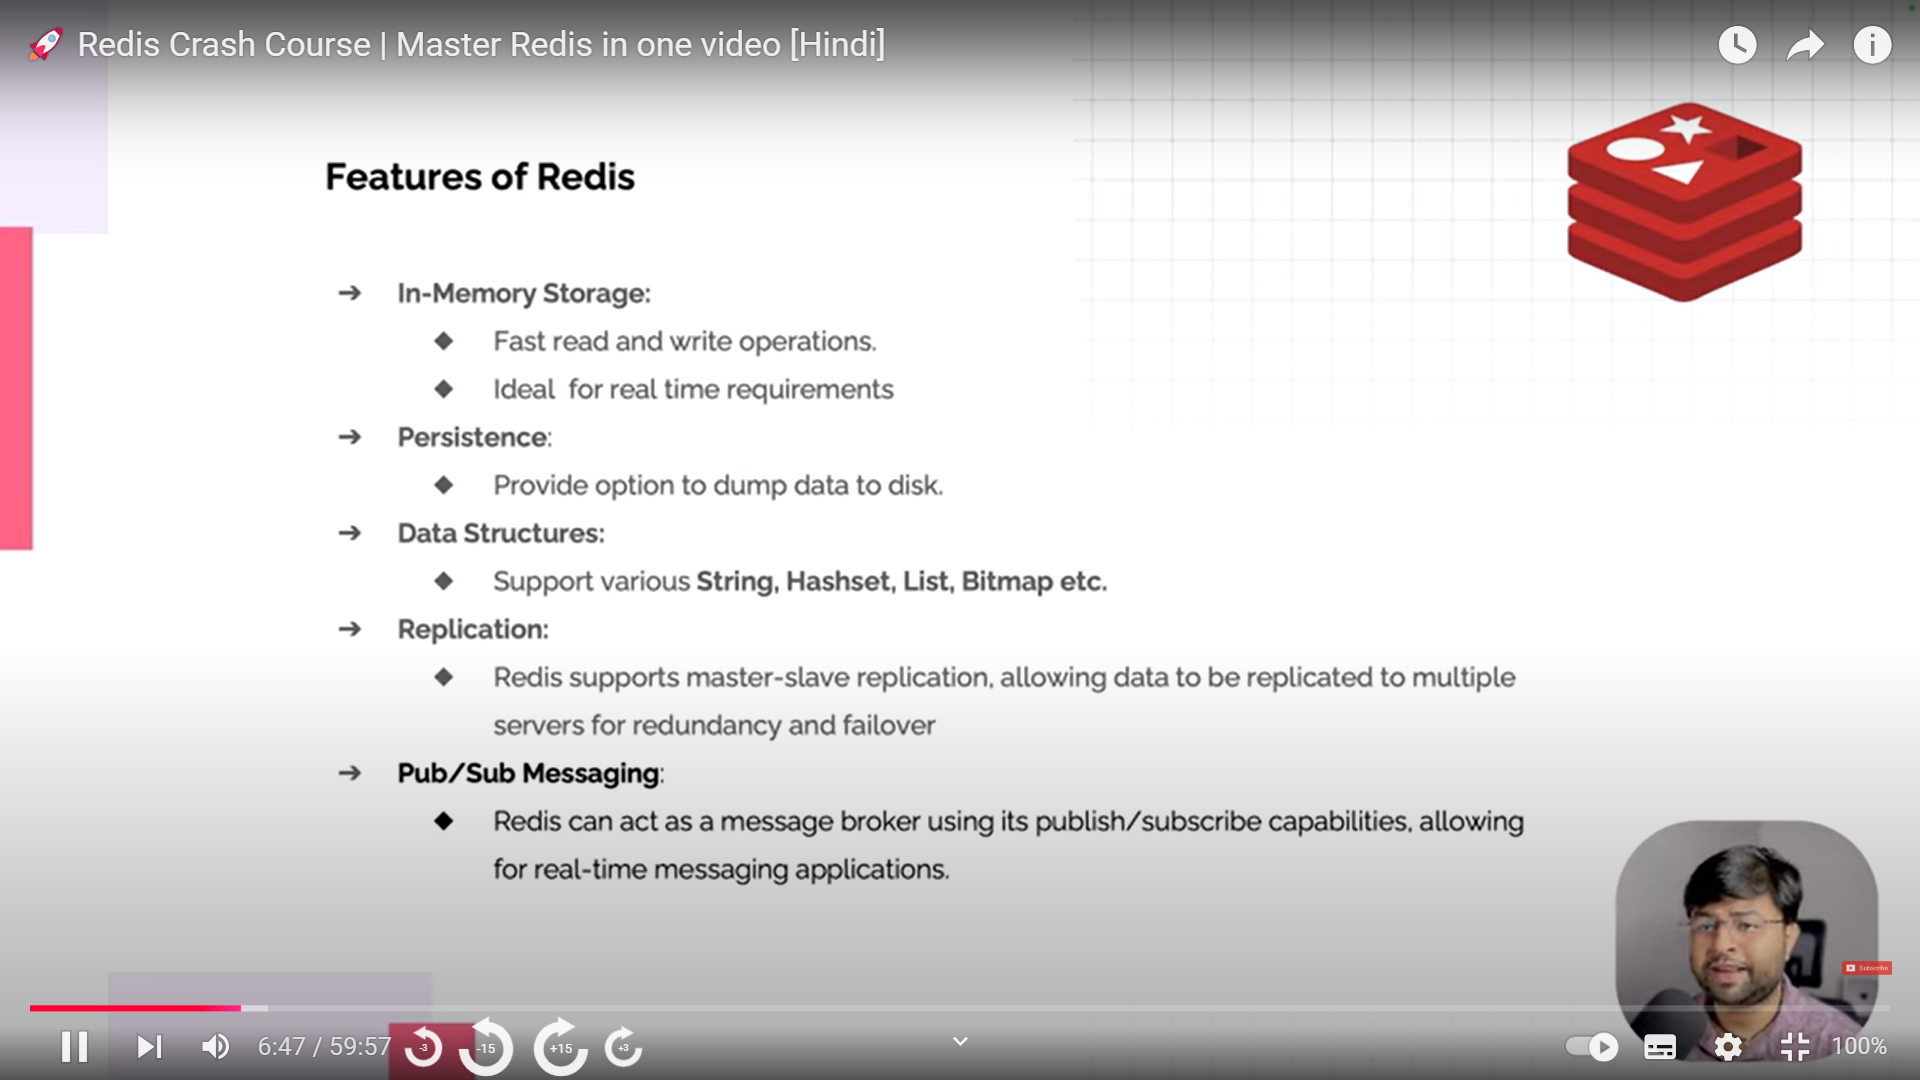 🚀 Redis Crash Course | Master Redis in one video [Hindi]
Features of Redis
➔ In-Memory Storage:
◆ Fast read and write operations.
◆ Ideal for real time requirements
➔ Persistence:
◆ Provide option to dump data to disk.
➔ Data Structures:
◆ Support various String, Hashset, List, Bitmap etc.
➔ Replication:
◆ Redis supports master-slave replication, allowing data to be replicated to multiple
servers for redundancy and failover
➔ Pub/Sub Messaging:
◆ Redis can act as a message broker using its publish/subscribe capabilities, allowing
for real-time messaging applications.
Subscribe
6:47 / 59:57
-3
-15
+15
+3
100%